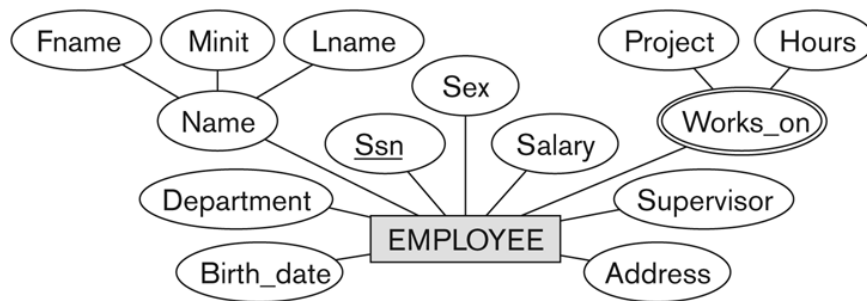 Fname Minit Lname Project Hours
Name Sex Works_on
Ssn Salary
Department Supervisor
EMPLOYEE
Birth_date Address